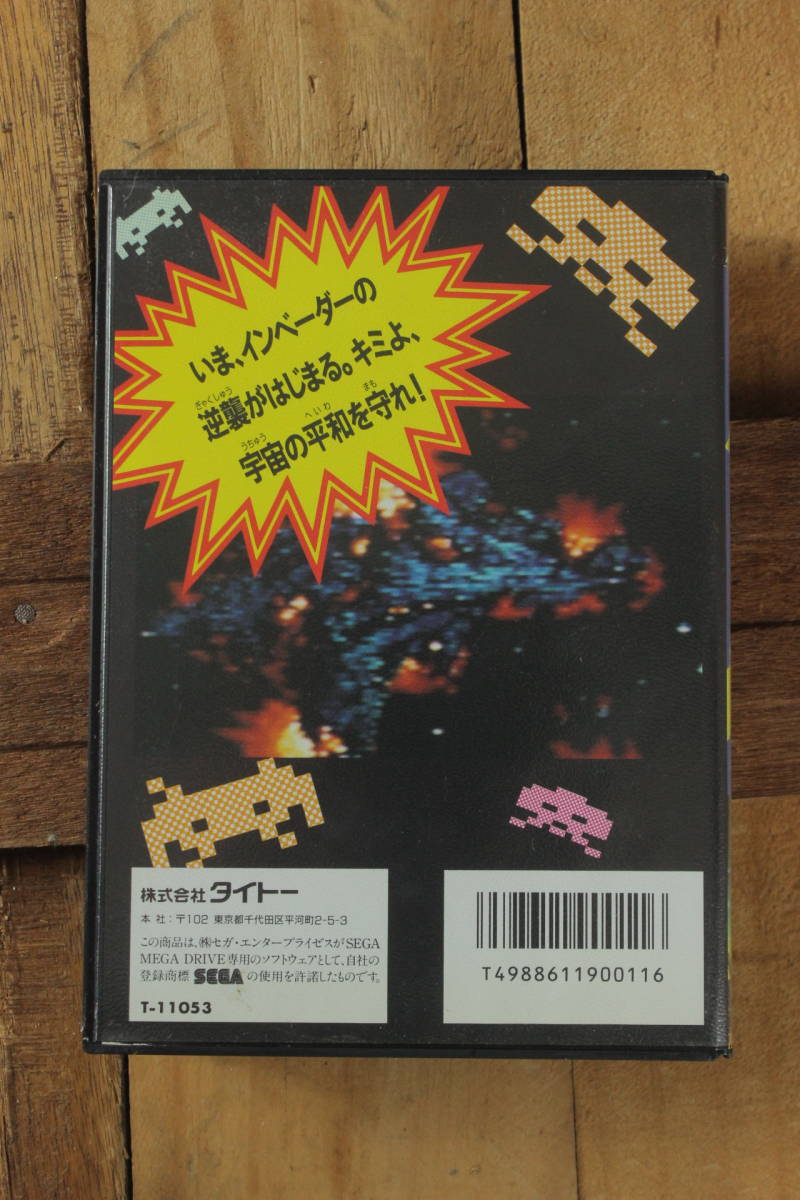 いま、インベーダーの
ぎゃくしゅう
逆襲がはじまる。キミよ、
うちゅう へいわ まも
宇宙の平和を守れ!
株式会社 タイトー
本 社:〒102 東京都千代田区平河町2-5-3
この商品は、㈱セガ・エンタープライゼスがSEGA
MEGA DRIVE専用のソフトウェアとして、自社の
登録商標 SEGA の使用を許諾したものです。
T-11053
T4988611900116